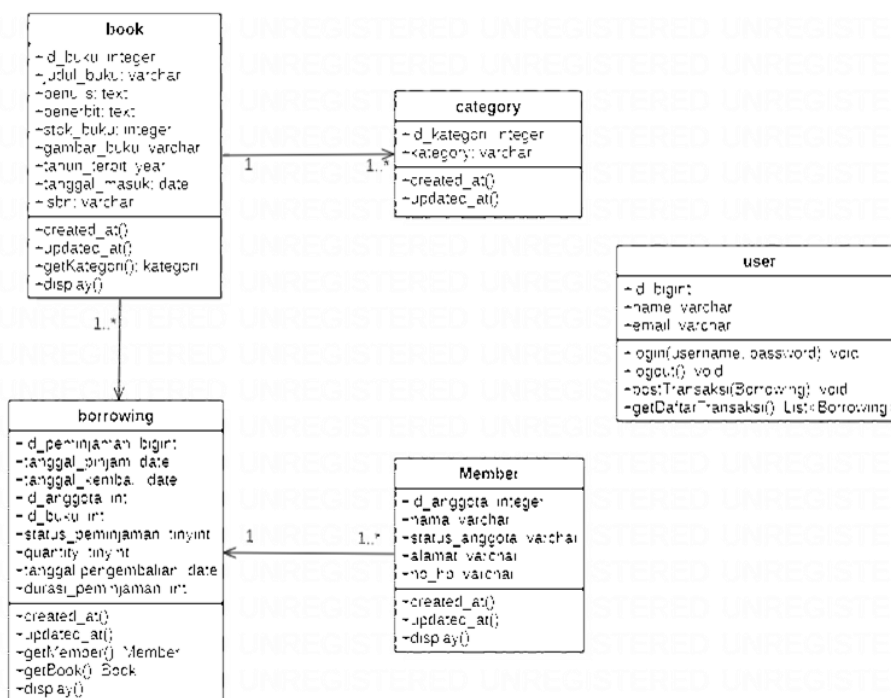 book
+id_buku: integer
+judul_buku: varchar
+penulis: text
+penerbit: text
+stok_buku: integer
+gambar_buku: varchar
+tahun_terbit: year
+tanggal_masuk: date
+isbn: varchar
+created_at()
+updated_at()
+getKategori(): kategori
+display()
1
1..*
category
+id_kategori: integer
+kategory: varchar
+created_at()
+updated_at()
user
+id: bigint
+name: varchar
+email: varchar
+login(username, password): void
+logout(): void
+postTransaksi(Borrowing): void
+getDaftarTransaksi(): List<Borrowing
1..*
borrowing
+id_peminjaman: bigint
+tanggal_pinjam: date
+tanggal_kembali: date
+id_anggota: int
+id_buku: int
+status_peminjaman: tinyint
+quantity: tinyint
+tanggal pengembalian: date
+durasi_peminjaman: int
+created_at()
+updated_at()
+getMember(): Member
+getBook(): Book
+display()
1
1..*
Member
+id_anggota: integer
+nama: varchar
+status_anggota: varchar
+alamat: varchar
+no_hp: varchar
+created_at()
+updated_at()
+display()
UNREGISTERED